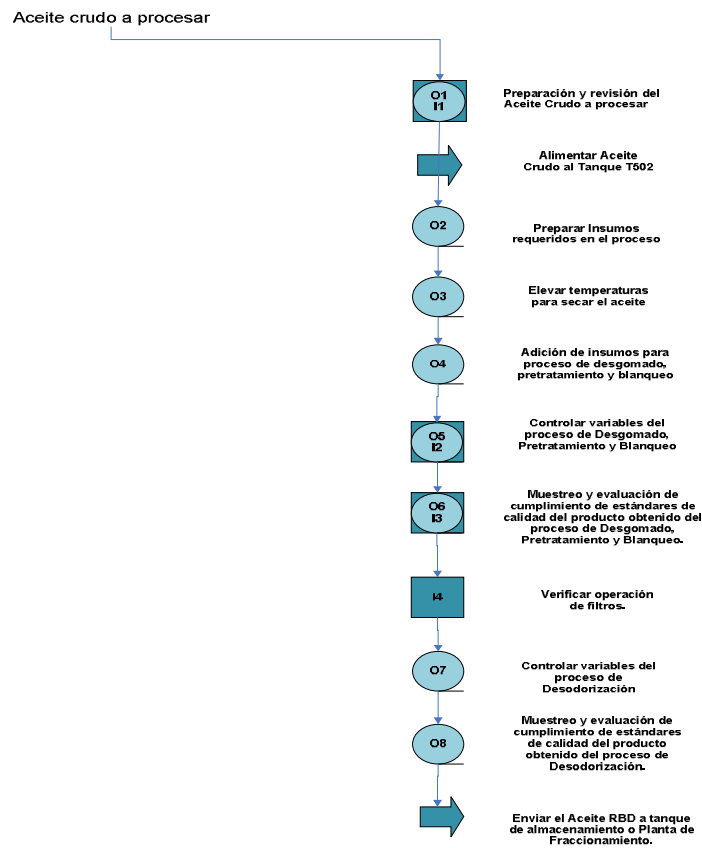 Aceite crudo a procesar
O1
I1
Preparación y revisión del
Aceite Crudo a procesar
Alimentar Aceite
Crudo al Tanque T502
O2
Preparar Insumos
requeridos en el proceso
O3
Elevar temperaturas
para secar el aceite
O4
Adición de insumos para
proceso de desgomado,
pretratamiento y blanqueo
O5
I2
Controlar variables del
proceso de Desgomado,
Pretratamiento y Blanqueo
O6
I3
Muestreo y evaluación de
cumplimiento de estándares de
calidad del producto obtenido del
proceso de Desgomado,
Pretratamiento y Blanqueo.
I4
Verificar operación
de filtros.
O7
Controlar variables del
proceso de
Desodorización
O8
Muestreo y evaluación de
cumplimiento de estándares
de calidad del producto
obtenido del proceso de
Desodorización.
Enviar el Aceite RBD a tanque
de almacenamiento o Planta de
Fraccionamiento.